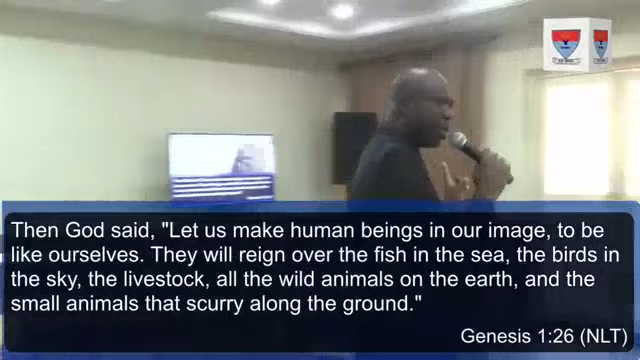 Then God said, "Let us make human beings in our image, to be
like ourselves. They will reign over the fish in the sea, the birds in
the sky, the livestock, all the wild animals on the earth, and the
small animals that scurry along the ground."
Genesis 1:26 (NLT)